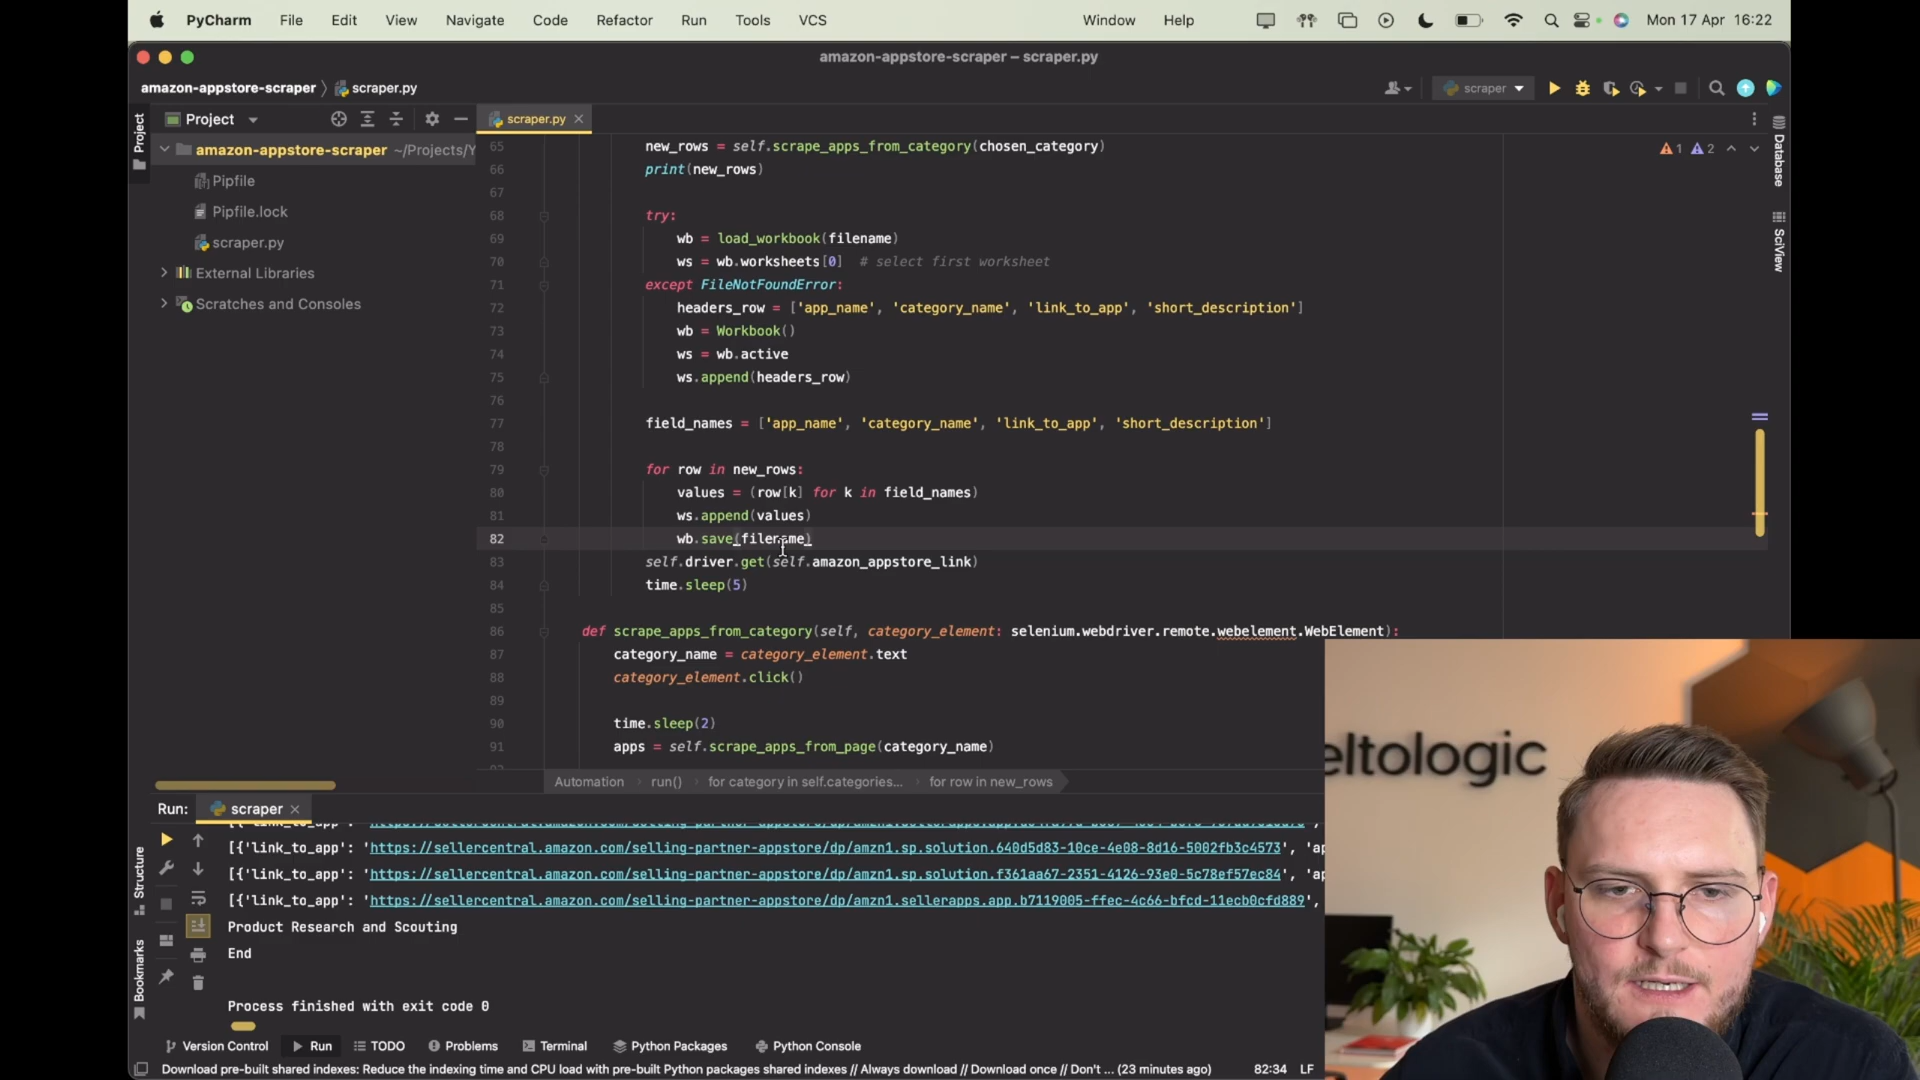 PyCharm File Edit View Navigate Code Refactor Run Tools VCS Window Help Mon 17 Apr 16:22
amazon-appstore-scraper – scraper.py
amazon-appstore-scraper scraper.py
scraper
Project
Project
scraper.py
amazon-appstore-scraper ~/Projects/Y
Pipfile
Pipfile.lock
scraper.py
External Libraries
Scratches and Consoles
1 2
Database
SciView
65 new_rows = self.scrape_apps_from_category(chosen_category)
66 print(new_rows)
67
68 try:
69 wb = load_workbook(filename)
70 ws = wb.worksheets[0] # select first worksheet
71 except FileNotFoundError:
72 headers_row = ['app_name', 'category_name', 'link_to_app', 'short_description']
73 wb = Workbook()
74 ws = wb.active
75 ws.append(headers_row)
76
77 field_names = ['app_name', 'category_name', 'link_to_app', 'short_description']
78
79 for row in new_rows:
80 values = (row[k] for k in field_names)
81 ws.append(values)
82 wb.save(filename)
83 self.driver.get(self.amazon_appstore_link)
84 time.sleep(5)
85
86 def scrape_apps_from_category(self, category_element: selenium.webdriver.remote.webelement.WebElement):
87 category_name = category_element.text
88 category_element.click()
89
90 time.sleep(2)
91 apps = self.scrape_apps_from_page(category_name)
Automation run() for category in self.categories... for row in new_rows
eltologic
Run: scraper
[{'link_to_app': 'https://sellercentral.amazon.com/selling-partner-appstore/dp/amzn1.sp.solution.640d5d83-10ce-4e08-8d16-5002fb3c4573', 'ap
[{'link_to_app': 'https://sellercentral.amazon.com/selling-partner-appstore/dp/amzn1.sp.solution.f361aa67-2351-4126-93e0-5c78ef57ec84', 'ap
[{'link_to_app': 'https://sellercentral.amazon.com/selling-partner-appstore/dp/amzn1.sellerapps.app.b7119005-ffec-4c66-bfcd-11ecb0cfd889',
Product Research and Scouting
End
Process finished with exit code 0
Structure
Bookmarks
Version Control Run TODO Problems Terminal Python Packages Python Console
Download pre-built shared indexes: Reduce the indexing time and CPU load with pre-built Python packages shared indexes // Always download // Download once // Don't ... (23 minutes ago) 82:34 LF